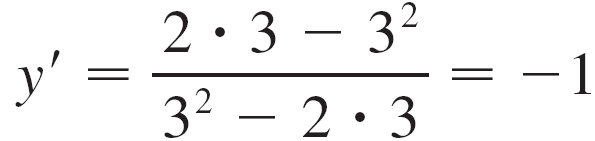 y′ = (2 · 3 − 3²) / (3² − 2 · 3) = −1